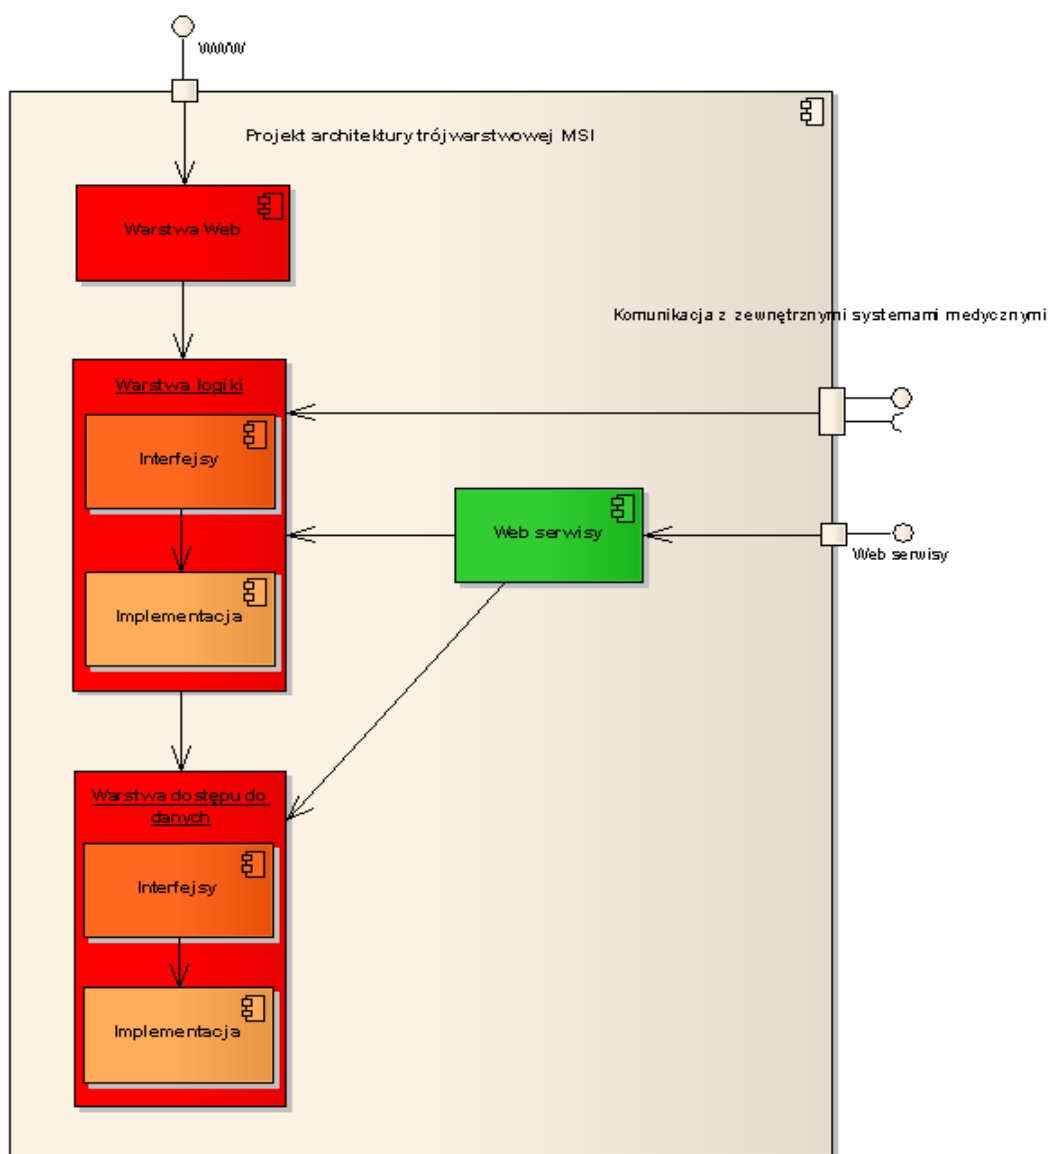 WWW
Projekt architektury trójwarstwowej MSI
Warstwa Web
Komunikacja z zewnętrznymi systemami medycznymi
Warstwa logiki
Interfejsy
Web serwisy
Web serwisy
Implementacja
Warstwa dostępu do
danych
Interfejsy
Implementacja